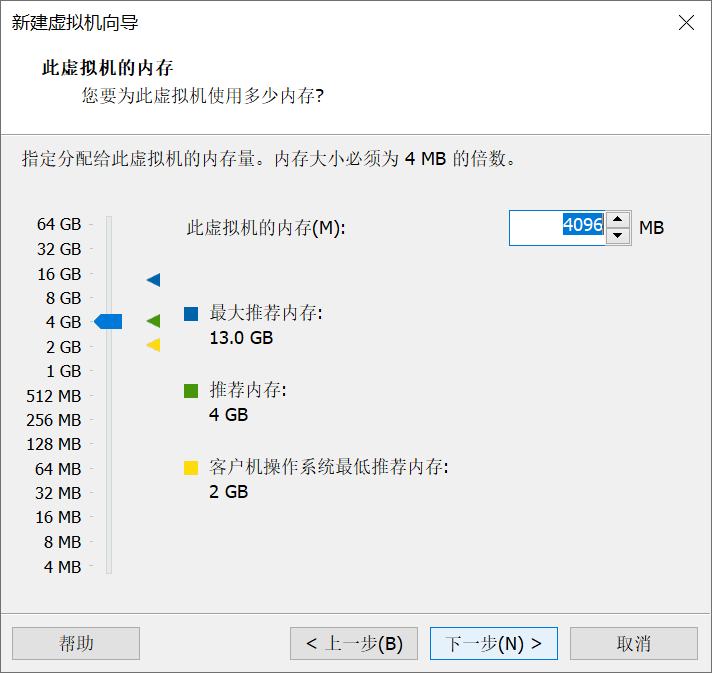 新建虚拟机向导
此虚拟机的内存
您要为此虚拟机使用多少内存?
指定分配给此虚拟机的内存量。内存大小必须为 4 MB 的倍数。
64 GB
32 GB
16 GB
8 GB
4 GB
2 GB
1 GB
512 MB
256 MB
128 MB
64 MB
32 MB
16 MB
8 MB
4 MB
此虚拟机的内存(M):
4096 MB
最大推荐内存:
13.0 GB
推荐内存:
4 GB
客户机操作系统最低推荐内存:
2 GB
帮助
< 上一步(B)
下一步(N) >
取消